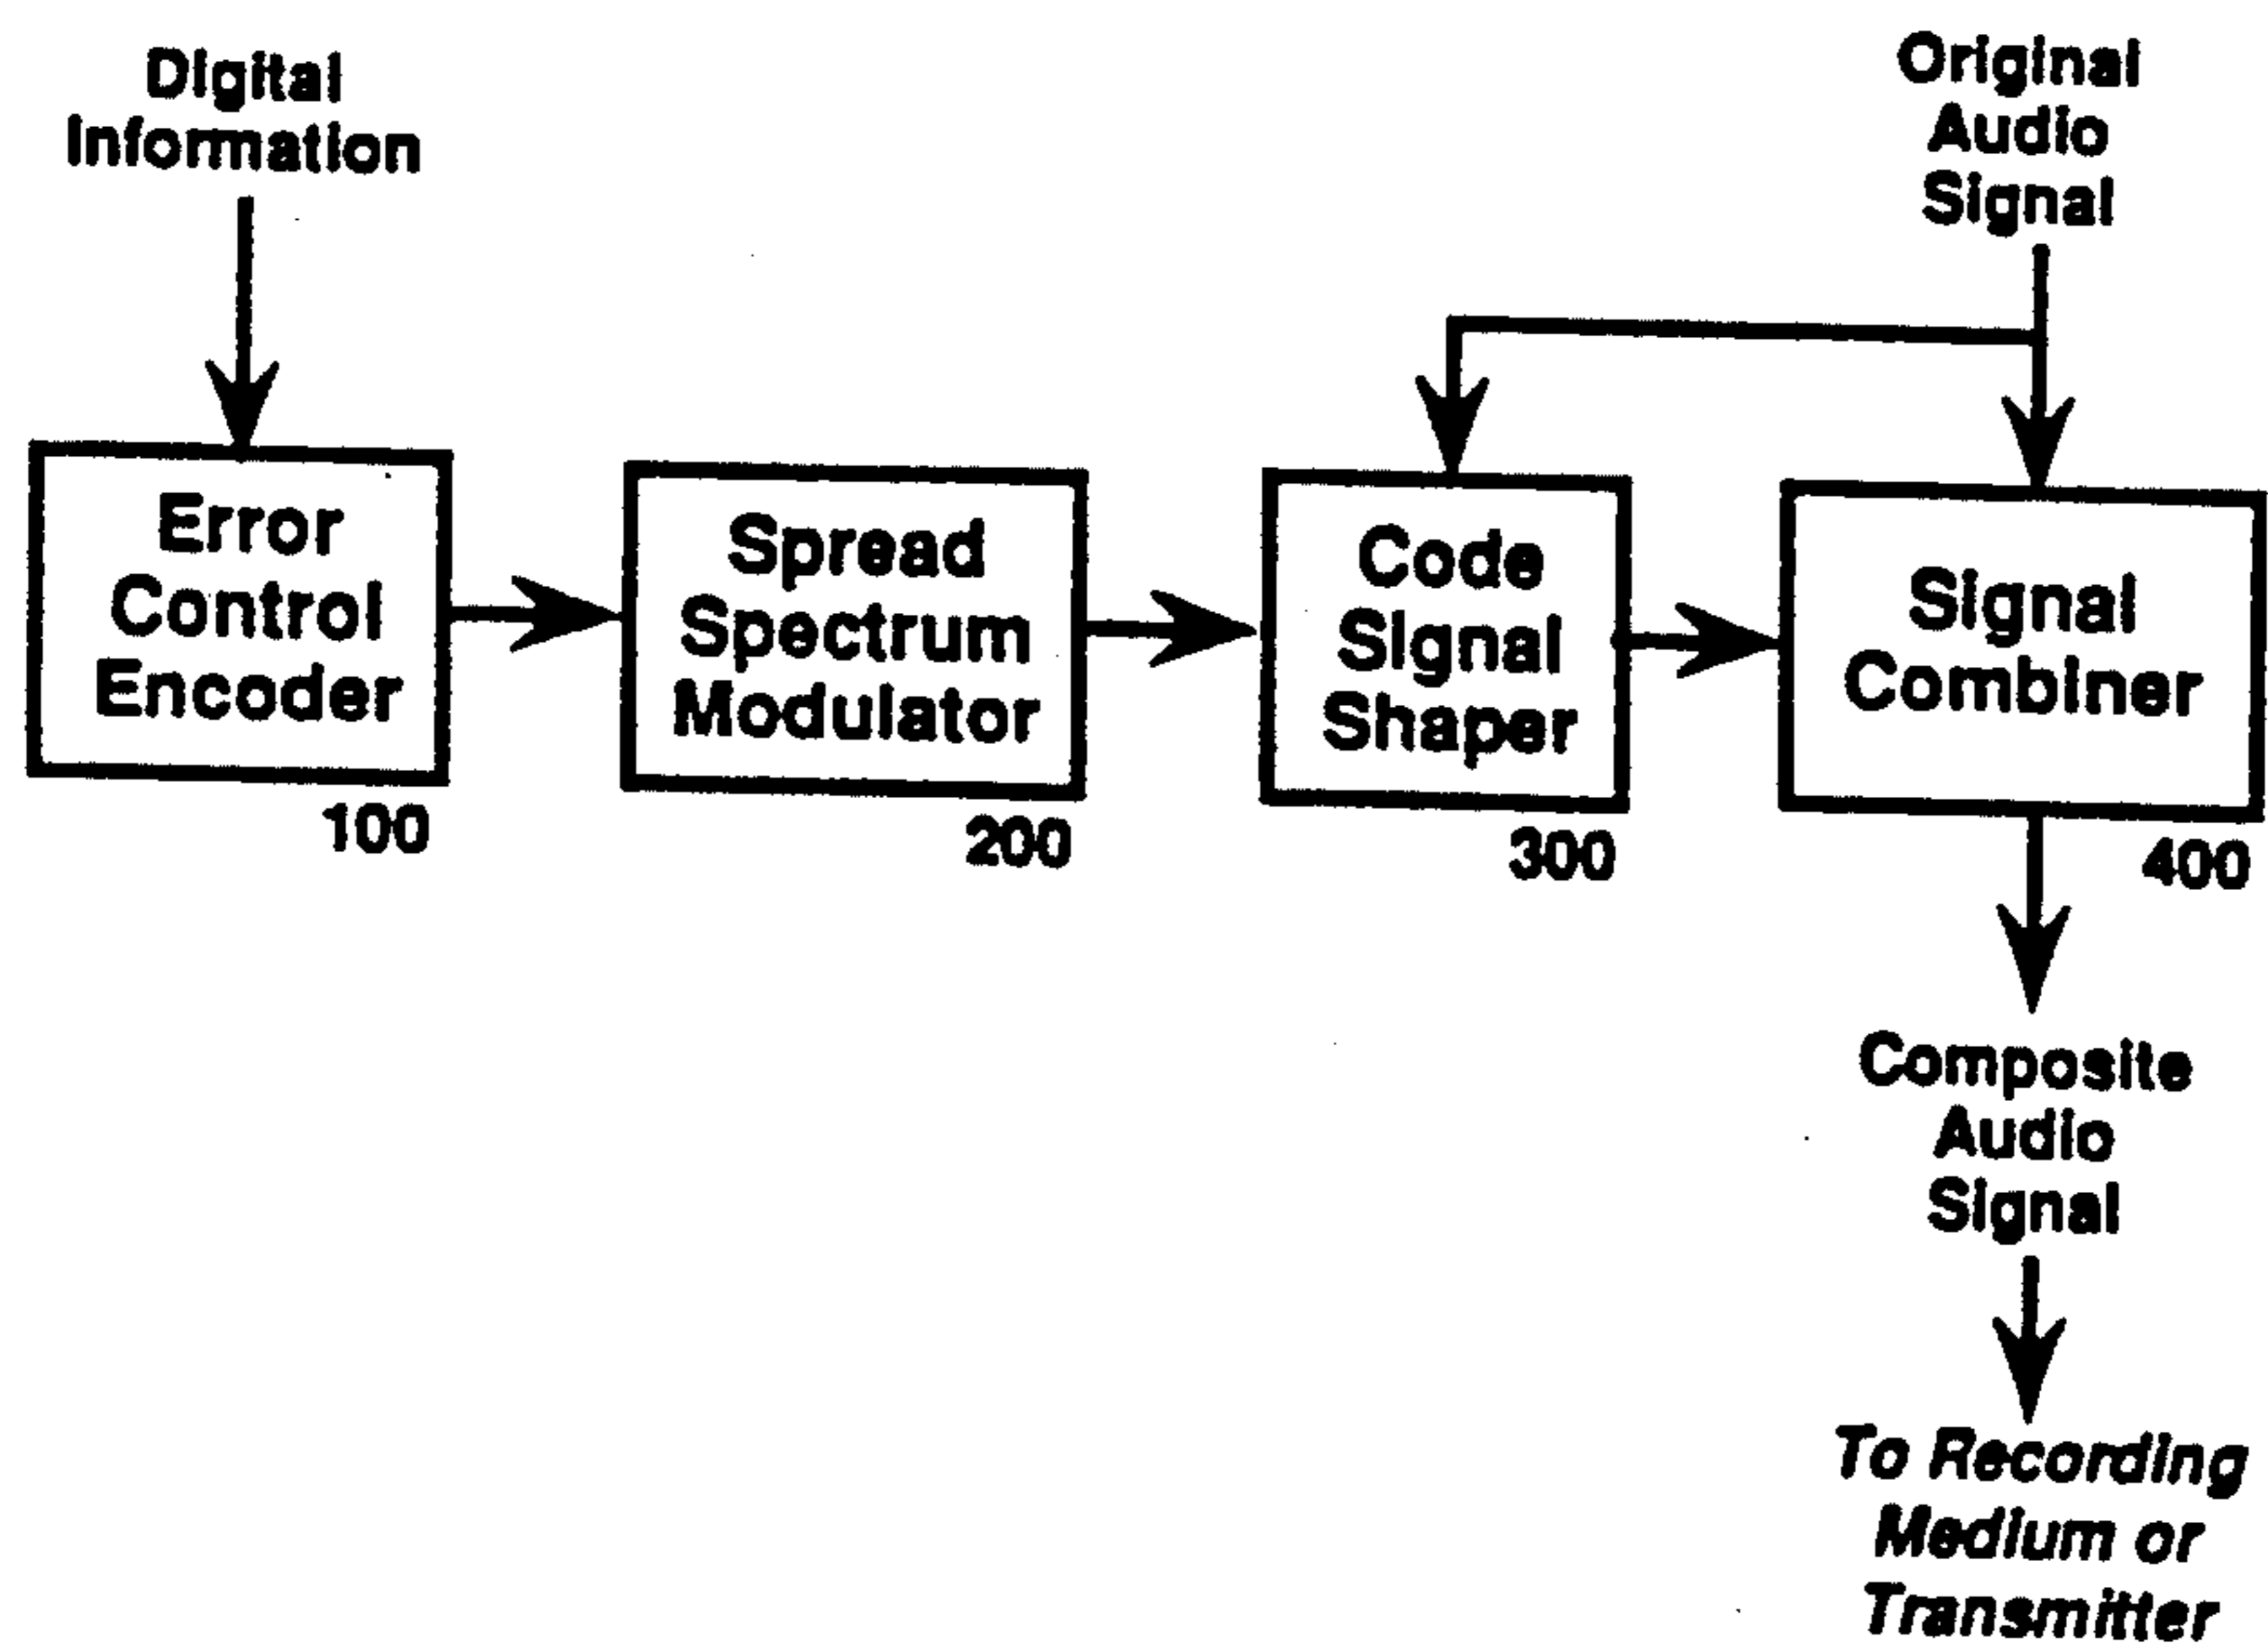 Digital
Information
Original
Audio
Signal
Error
Control
Encoder
100
Spread
Spectrum
Modulator
200
Code
Signal
Shaper
300
Signal
Combiner
400
Composite
Audio
Signal
To Recording
Medium or
Transmitter